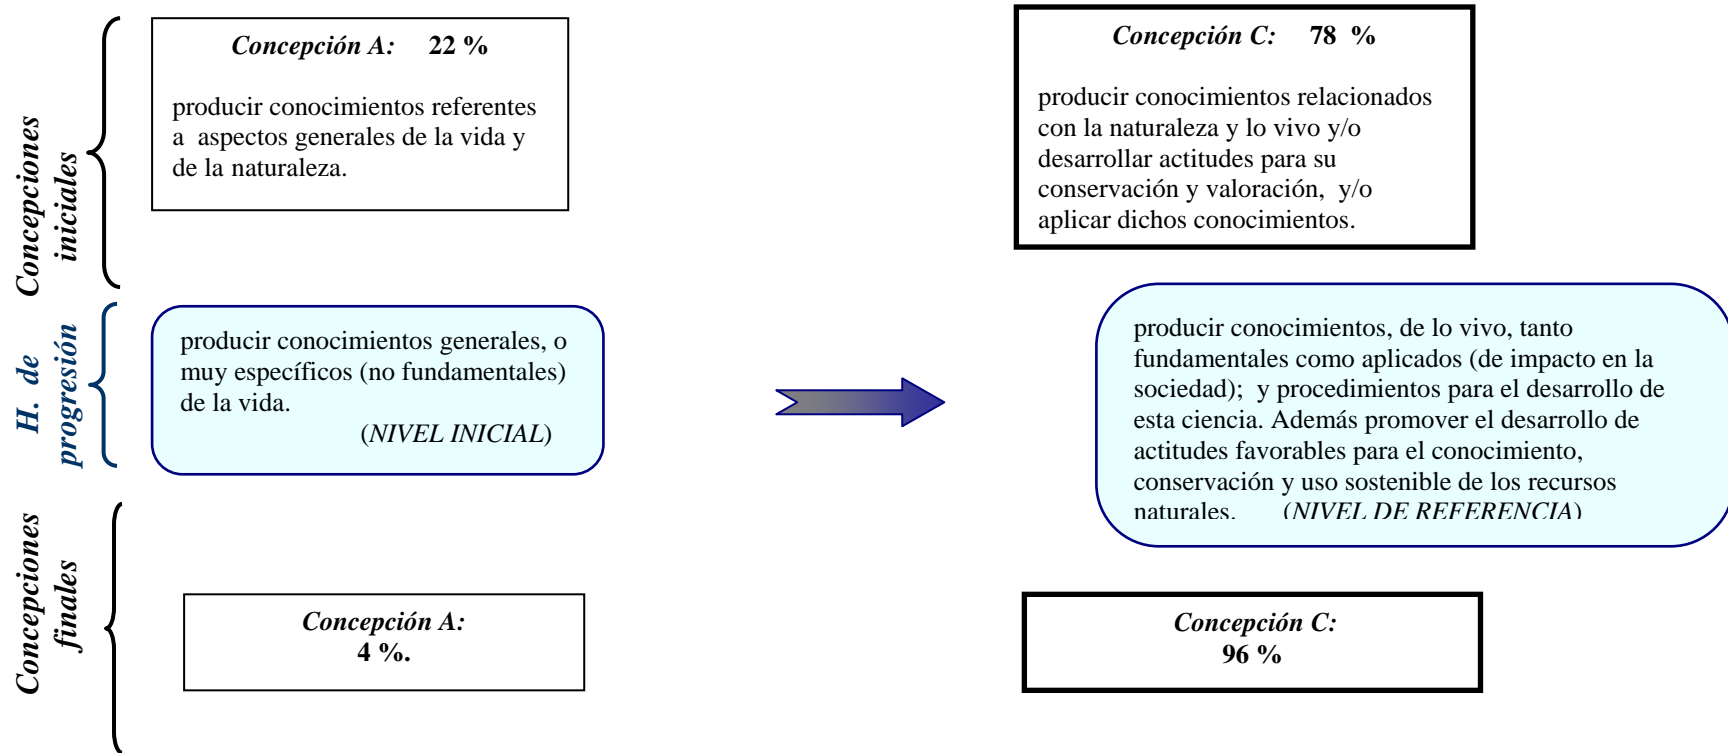 Concepciones
iniciales
Concepción A: 22 %
producir conocimientos referentes
a aspectos generales de la vida y
de la naturaleza.
Concepción C: 78 %
producir conocimientos relacionados
con la naturaleza y lo vivo y/o
desarrollar actitudes para su
conservación y valoración, y/o
aplicar dichos conocimientos.
H. de
progresión
producir conocimientos generales, o
muy específicos (no fundamentales)
de la vida.
(NIVEL INICIAL)
producir conocimientos, de lo vivo, tanto
fundamentales como aplicados (de impacto en la
sociedad); y procedimientos para el desarrollo de
esta ciencia. Además promover el desarrollo de
actitudes favorables para el conocimiento,
conservación y uso sostenible de los recursos
naturales. (NIVEL DE REFERENCIA)
Concepciones
finales
Concepción A:
4 %.
Concepción C:
96 %